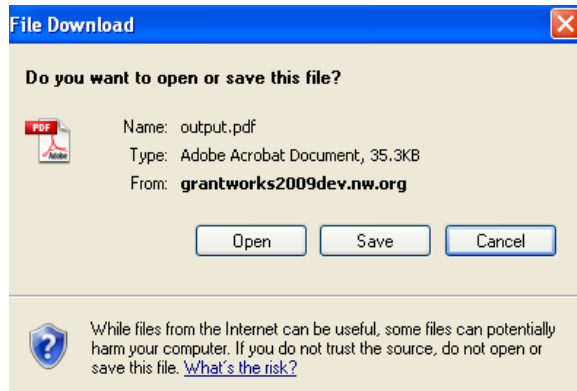 File Download
Do you want to open or save this file?
PDF
Adobe
Name: output.pdf
Type: Adobe Acrobat Document, 35.3KB
From: grantworks2009dev.nw.org
Open Save Cancel
While files from the Internet can be useful, some files can potentially
harm your computer. If you do not trust the source, do not open or
save this file. What's the risk?